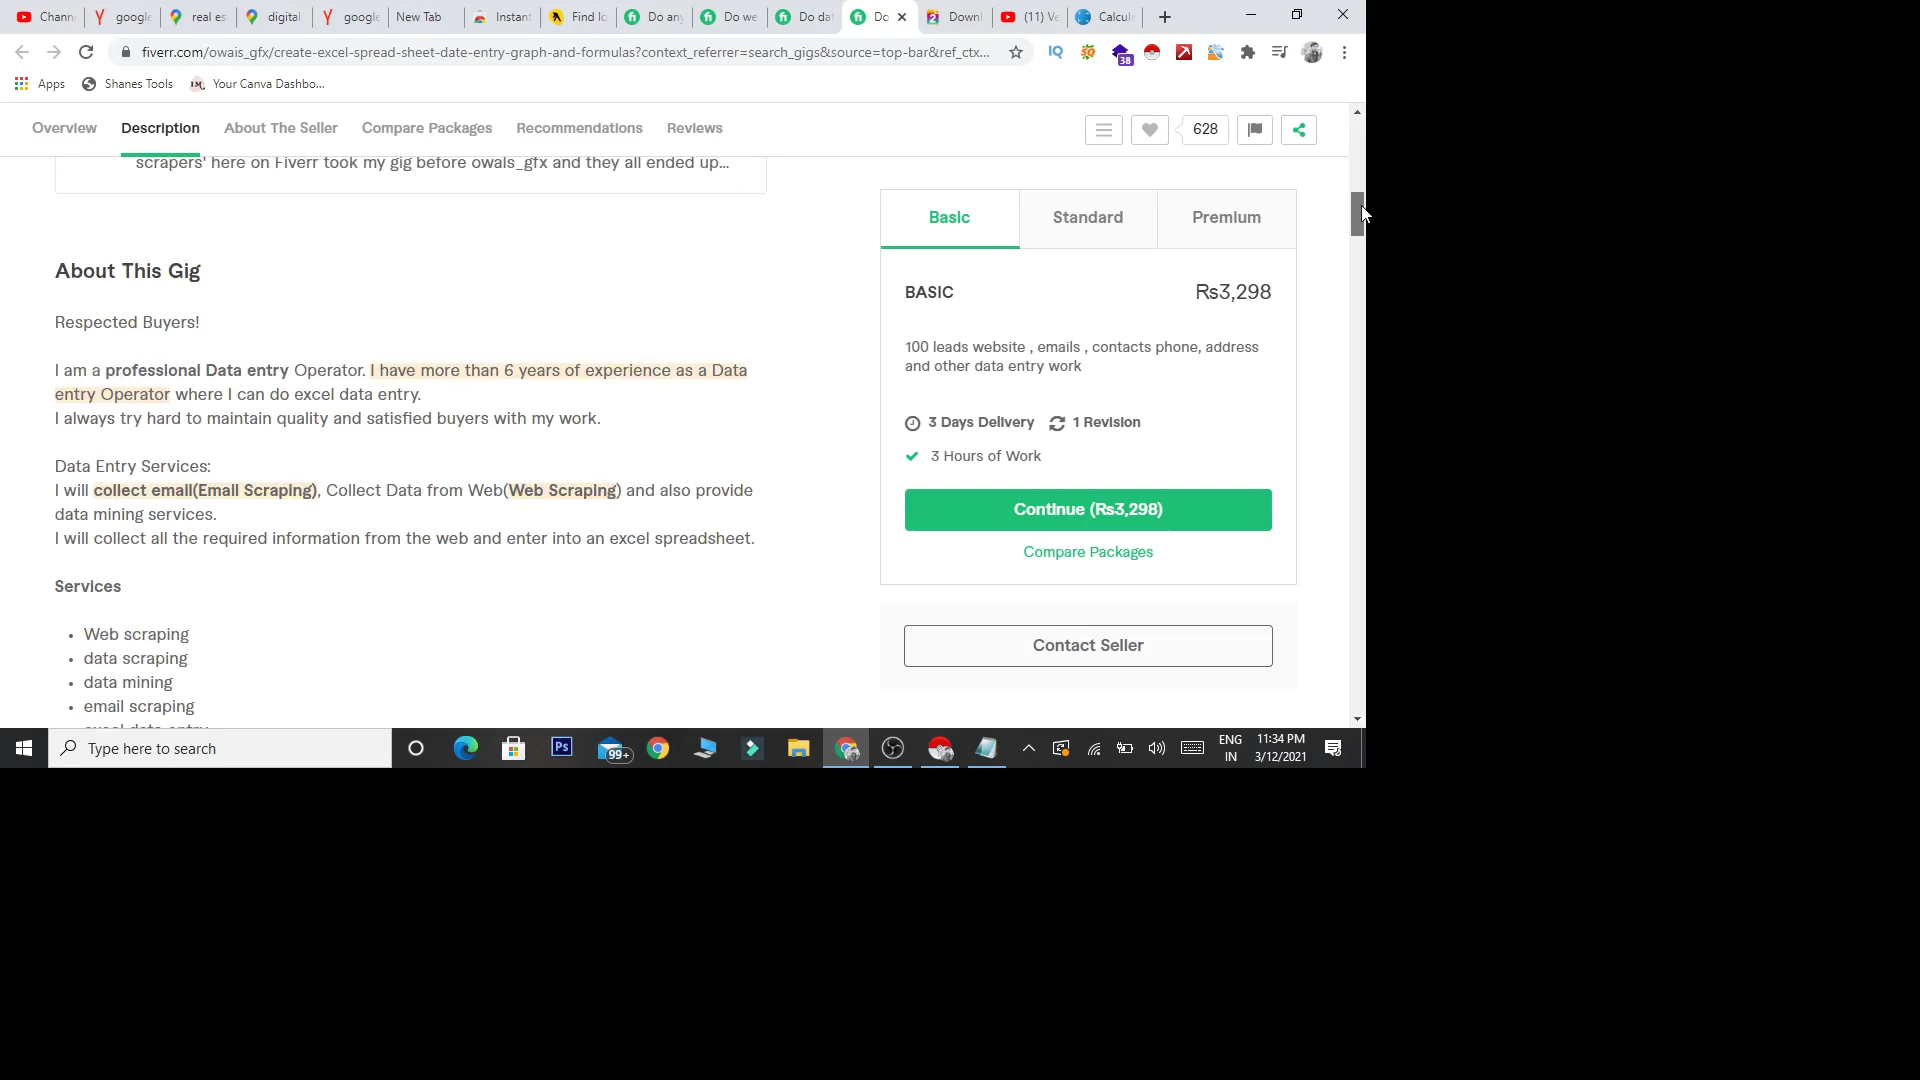 Chann
google
real es
digital
google
New Tab
Instant
Find lo
Do any
Do we
Do dat
Do
Downl
(11) Ve
Calcul
fiverr.com/owais_gfx/create-excel-spread-sheet-date-entry-graph-and-formulas?context_referrer=search_gigs&source=top-bar&ref_ctx...
38
Apps
Shanes Tools
Your Canva Dashbo...
Overview
Description
About The Seller
Compare Packages
Recommendations
Reviews
628
scrapers' here on Fiverr took my gig before owals_gfx and they all ended up...
About This Gig
Respected Buyers!
I am a professional Data entry Operator. I have more than 6 years of experience as a Data
entry Operator where I can do excel data entry.
I always try hard to maintain quality and satisfied buyers with my work.
Data Entry Services:
I will collect email(Email Scraping), Collect Data from Web(Web Scraping) and also provide
data mining services.
I will collect all the required information from the web and enter into an excel spreadsheet.
Services
• Web scraping
• data scraping
• data mining
• email scraping
Basic
Standard
Premium
BASIC
₨3,298
100 leads website , emails , contacts phone, address
and other data entry work
3 Days Delivery
1 Revision
3 Hours of Work
Continue (₨3,298)
Compare Packages
Contact Seller
Type here to search
Ps
99+
ENG
IN
11:34 PM
3/12/2021